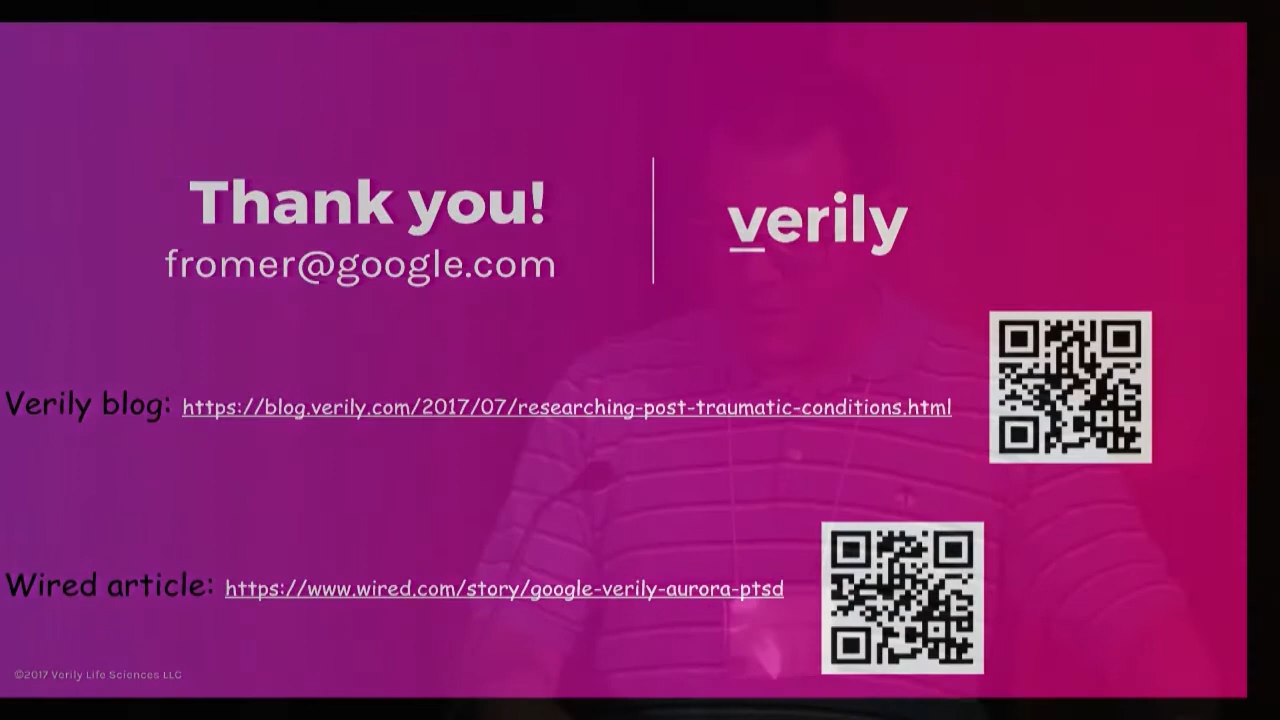 Thank you!
fromer@google.com
verily
Verily blog: https://blog.verily.com/2017/07/researching-post-traumatic-conditions.html
Wired article: https://www.wired.com/story/google-verily-aurora-ptsd
©2017 Verily Life Sciences LLC